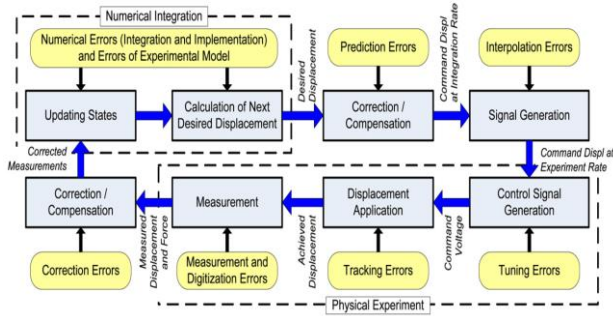 Numerical Integration
Numerical Errors (Integration and Implementation)
and Errors of Experimental Model
Prediction Errors
Interpolation Errors
Updating States
Calculation of Next
Desired Displacement
Desired
Displacement
Correction /
Compensation
Command Displ
at Integration Rate
Signal Generation
Corrected
Measurements
Command Displ at
Experiment Rate
Correction /
Compensation
Measured
Displacement
and Force
Measurement
Achieved
Displacement
Displacement
Application
Command
Voltage
Control Signal
Generation
Correction Errors
Measurement and
Digitization Errors
Tracking Errors
Tuning Errors
Physical Experiment